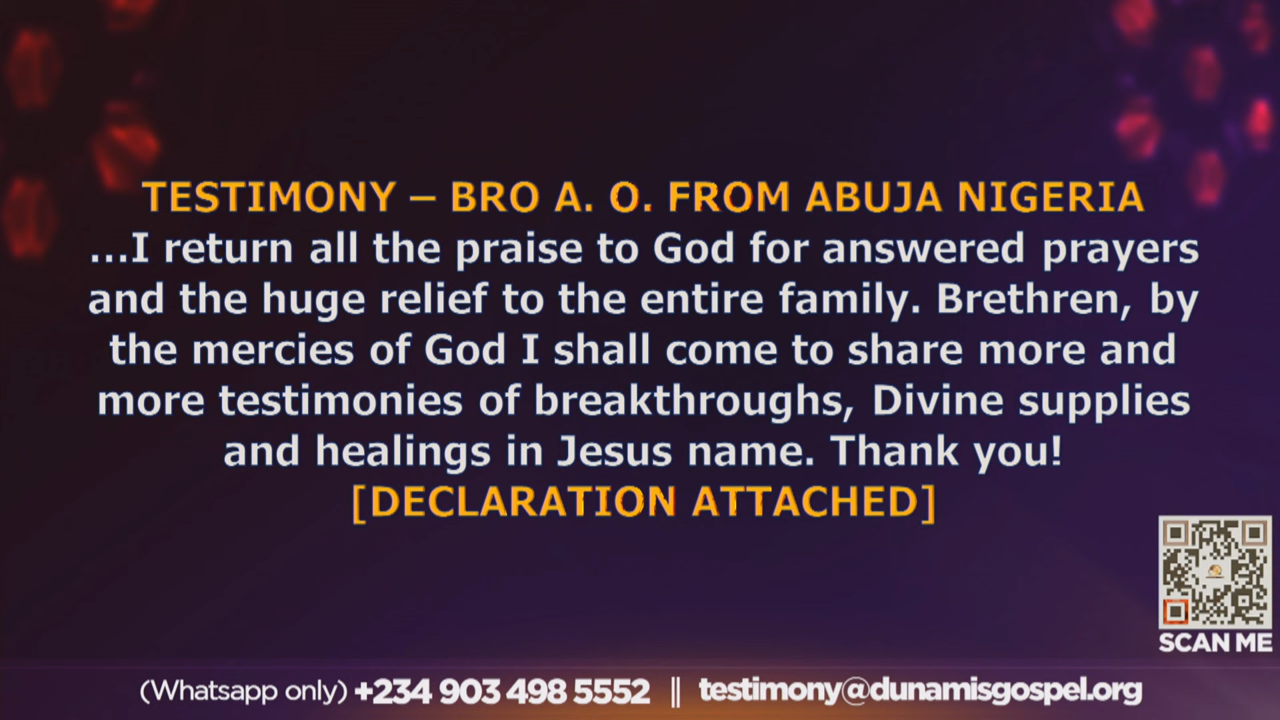 TESTIMONY – BRO A. O. FROM ABUJA NIGERIA
...I return all the praise to God for answered prayers
and the huge relief to the entire family. Brethren, by
the mercies of God I shall come to share more and
more testimonies of breakthroughs, Divine supplies
and healings in Jesus name. Thank you!
[DECLARATION ATTACHED]
SCAN ME
(Whatsapp only) +234 903 498 5552 || testimony@dunamisgospel.org